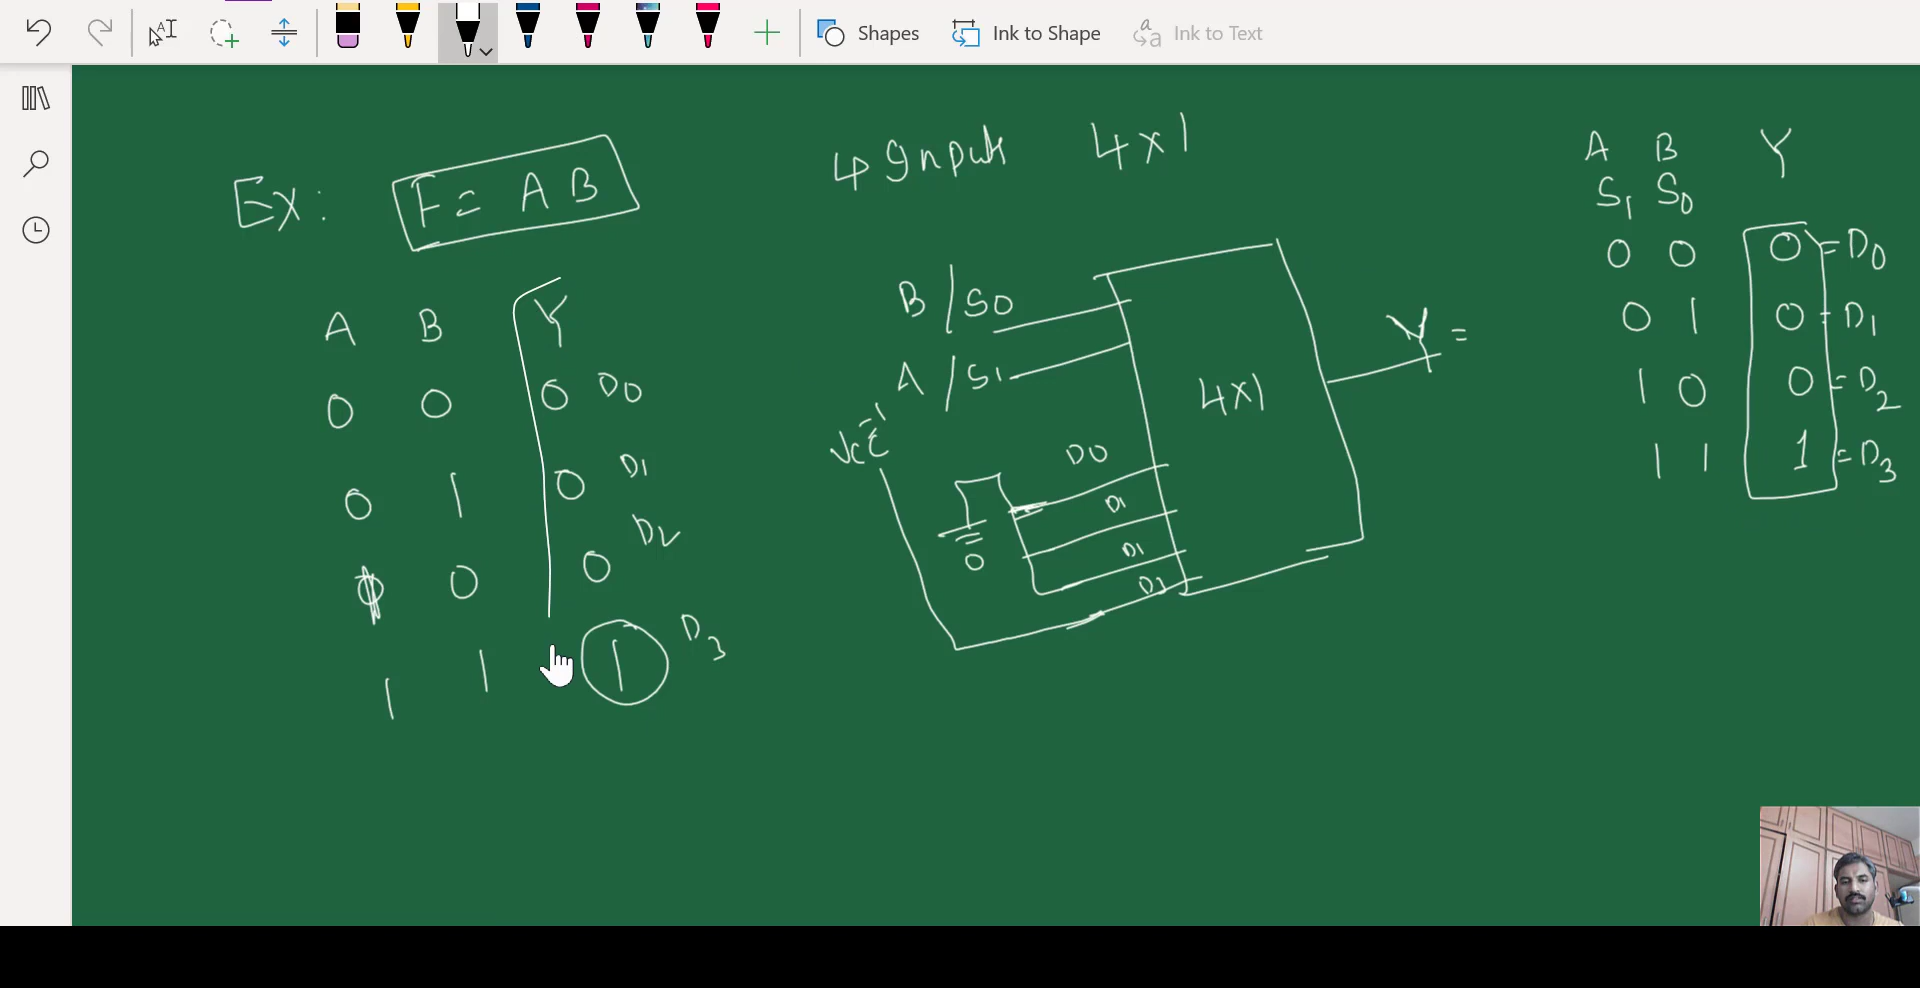 Shapes
Ink to Shape
Ink to Text
Ex: F = A B
4 Input 4x1
A B Y
0 0 0 D0
0 1 0 D1
0 0 D2
1 1 1 D3
B/S0
A/S1
Vcc=1
4x1
Y =
D0
D1
D1
D3
0
A B Y
S1 S0
0 0 0 = D0
0 1 0 = D1
1 0 0 = D2
1 1 1 = D3